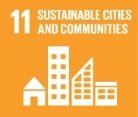 11 SUSTAINABLE CITIES
AND COMMUNITIES